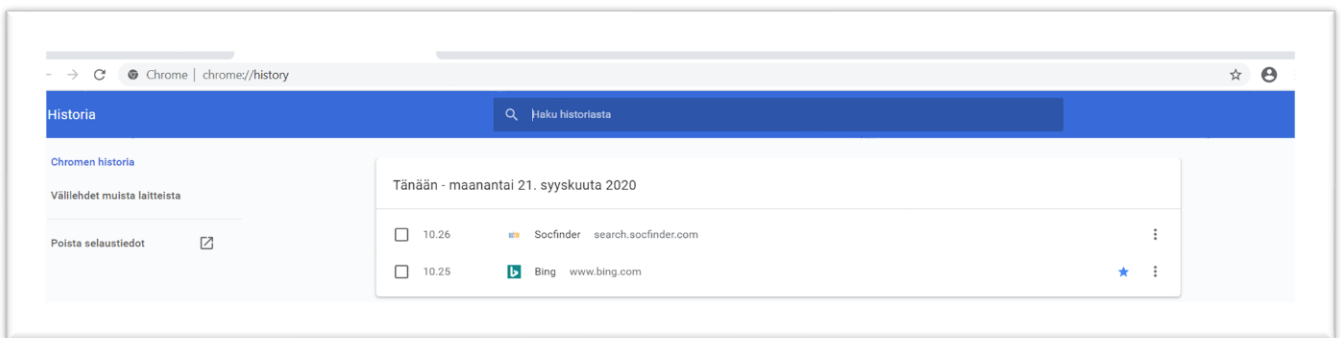 Chrome | chrome://history
Historia
Haku historiasta
Chromen historia
Välilehdet muista laitteista
Poista selaustiedot
Tänään - maanantai 21. syyskuuta 2020
10.26 Socfinder search.socfinder.com
10.25 Bing www.bing.com